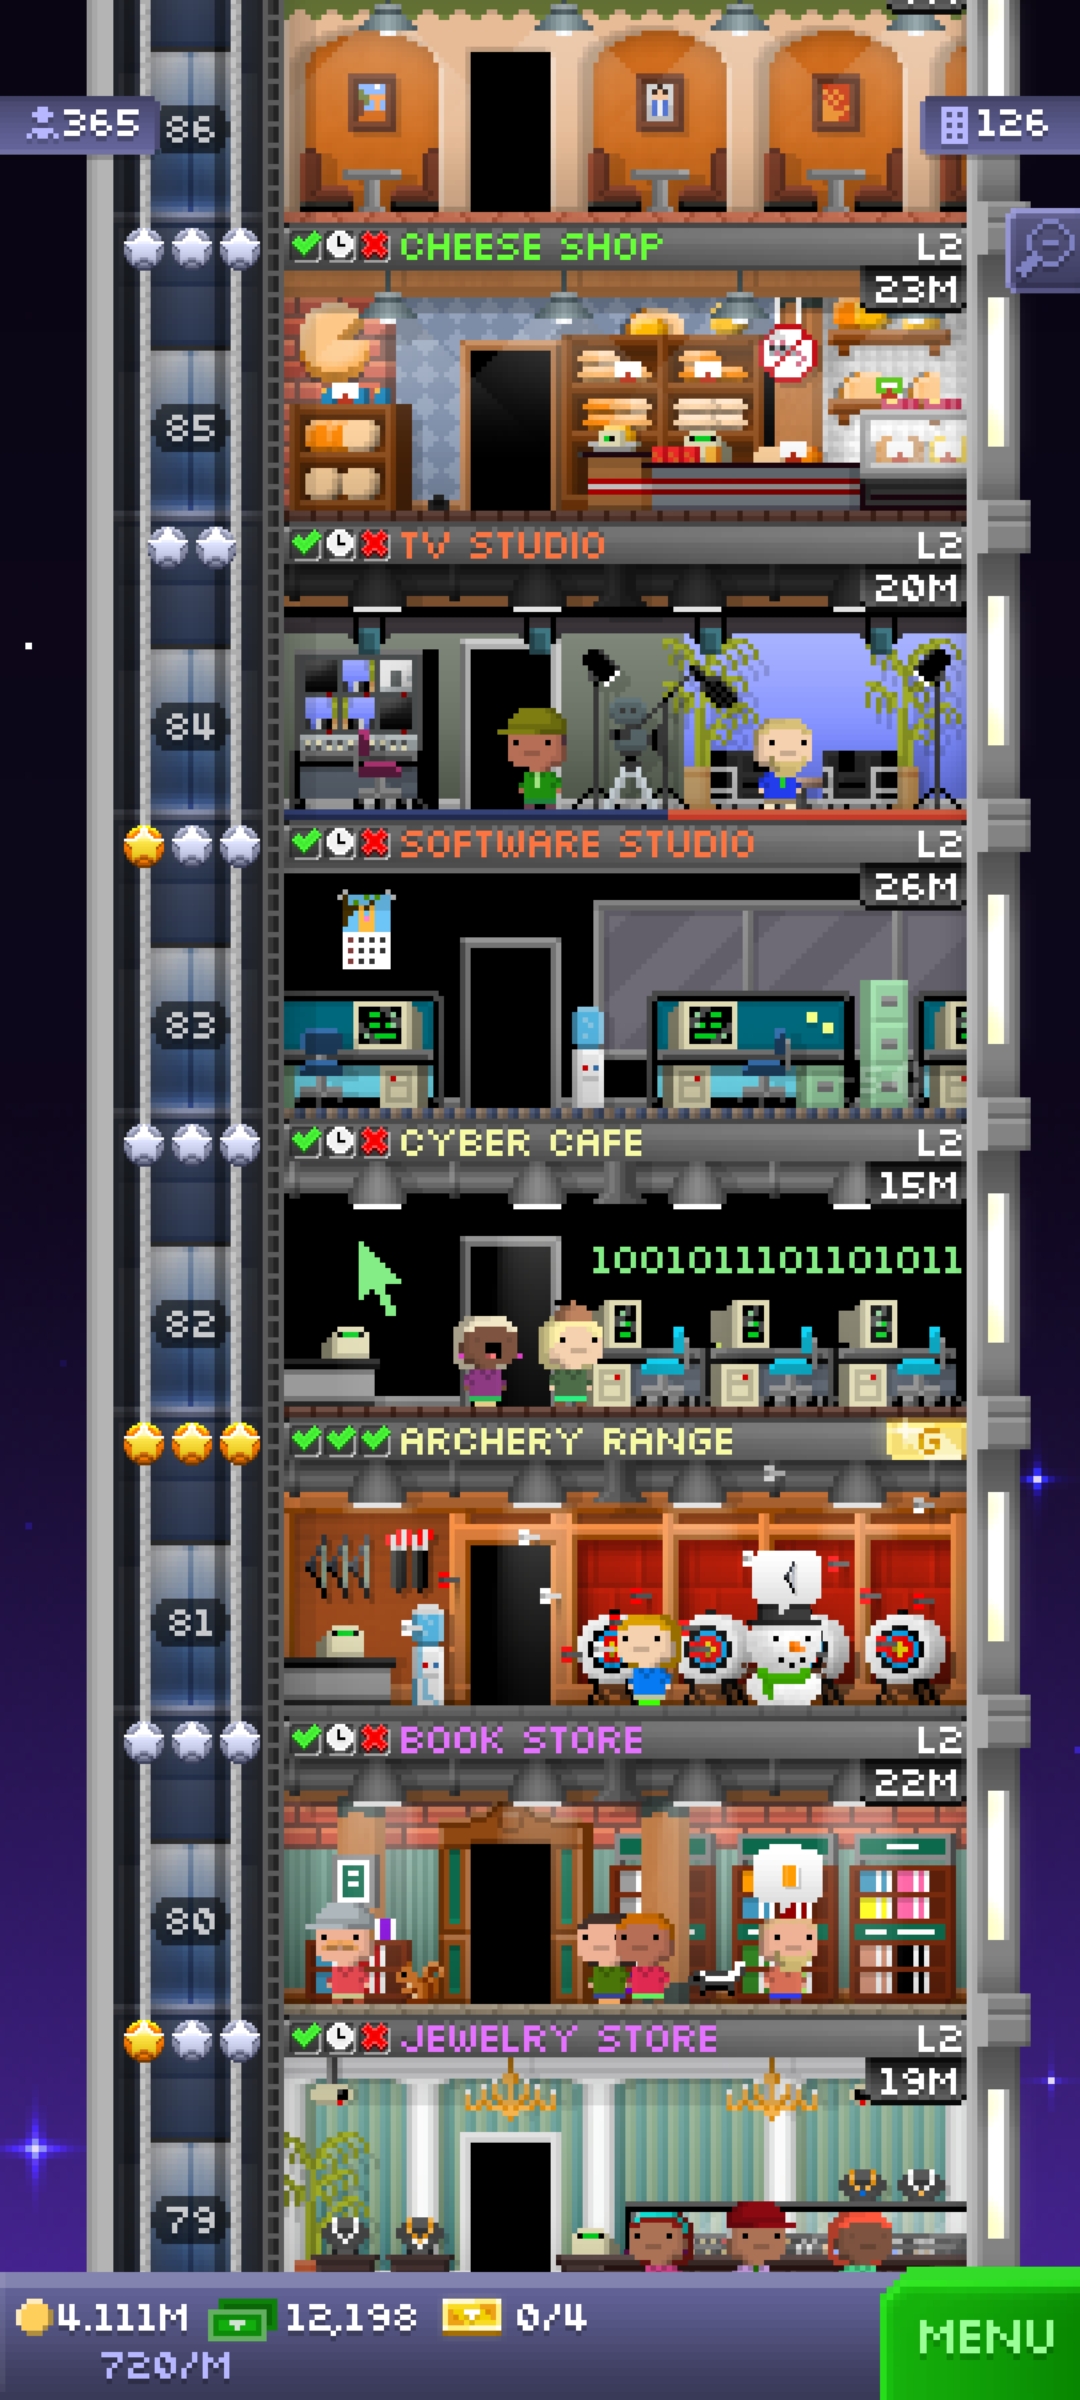 365
86
126
CHEESE SHOP L2
23M
85
TV STUDIO L2
20M
84
SOFTWARE STUDIO L2
26M
83
CYBER CAFE L2
15M
1001011101101011
82
ARCHERY RANGE G
81
BOOK STORE L2
22M
8
80
JEWELRY STORE L2
19M
79
4.111M 12,198 0/4
720/M
MENU